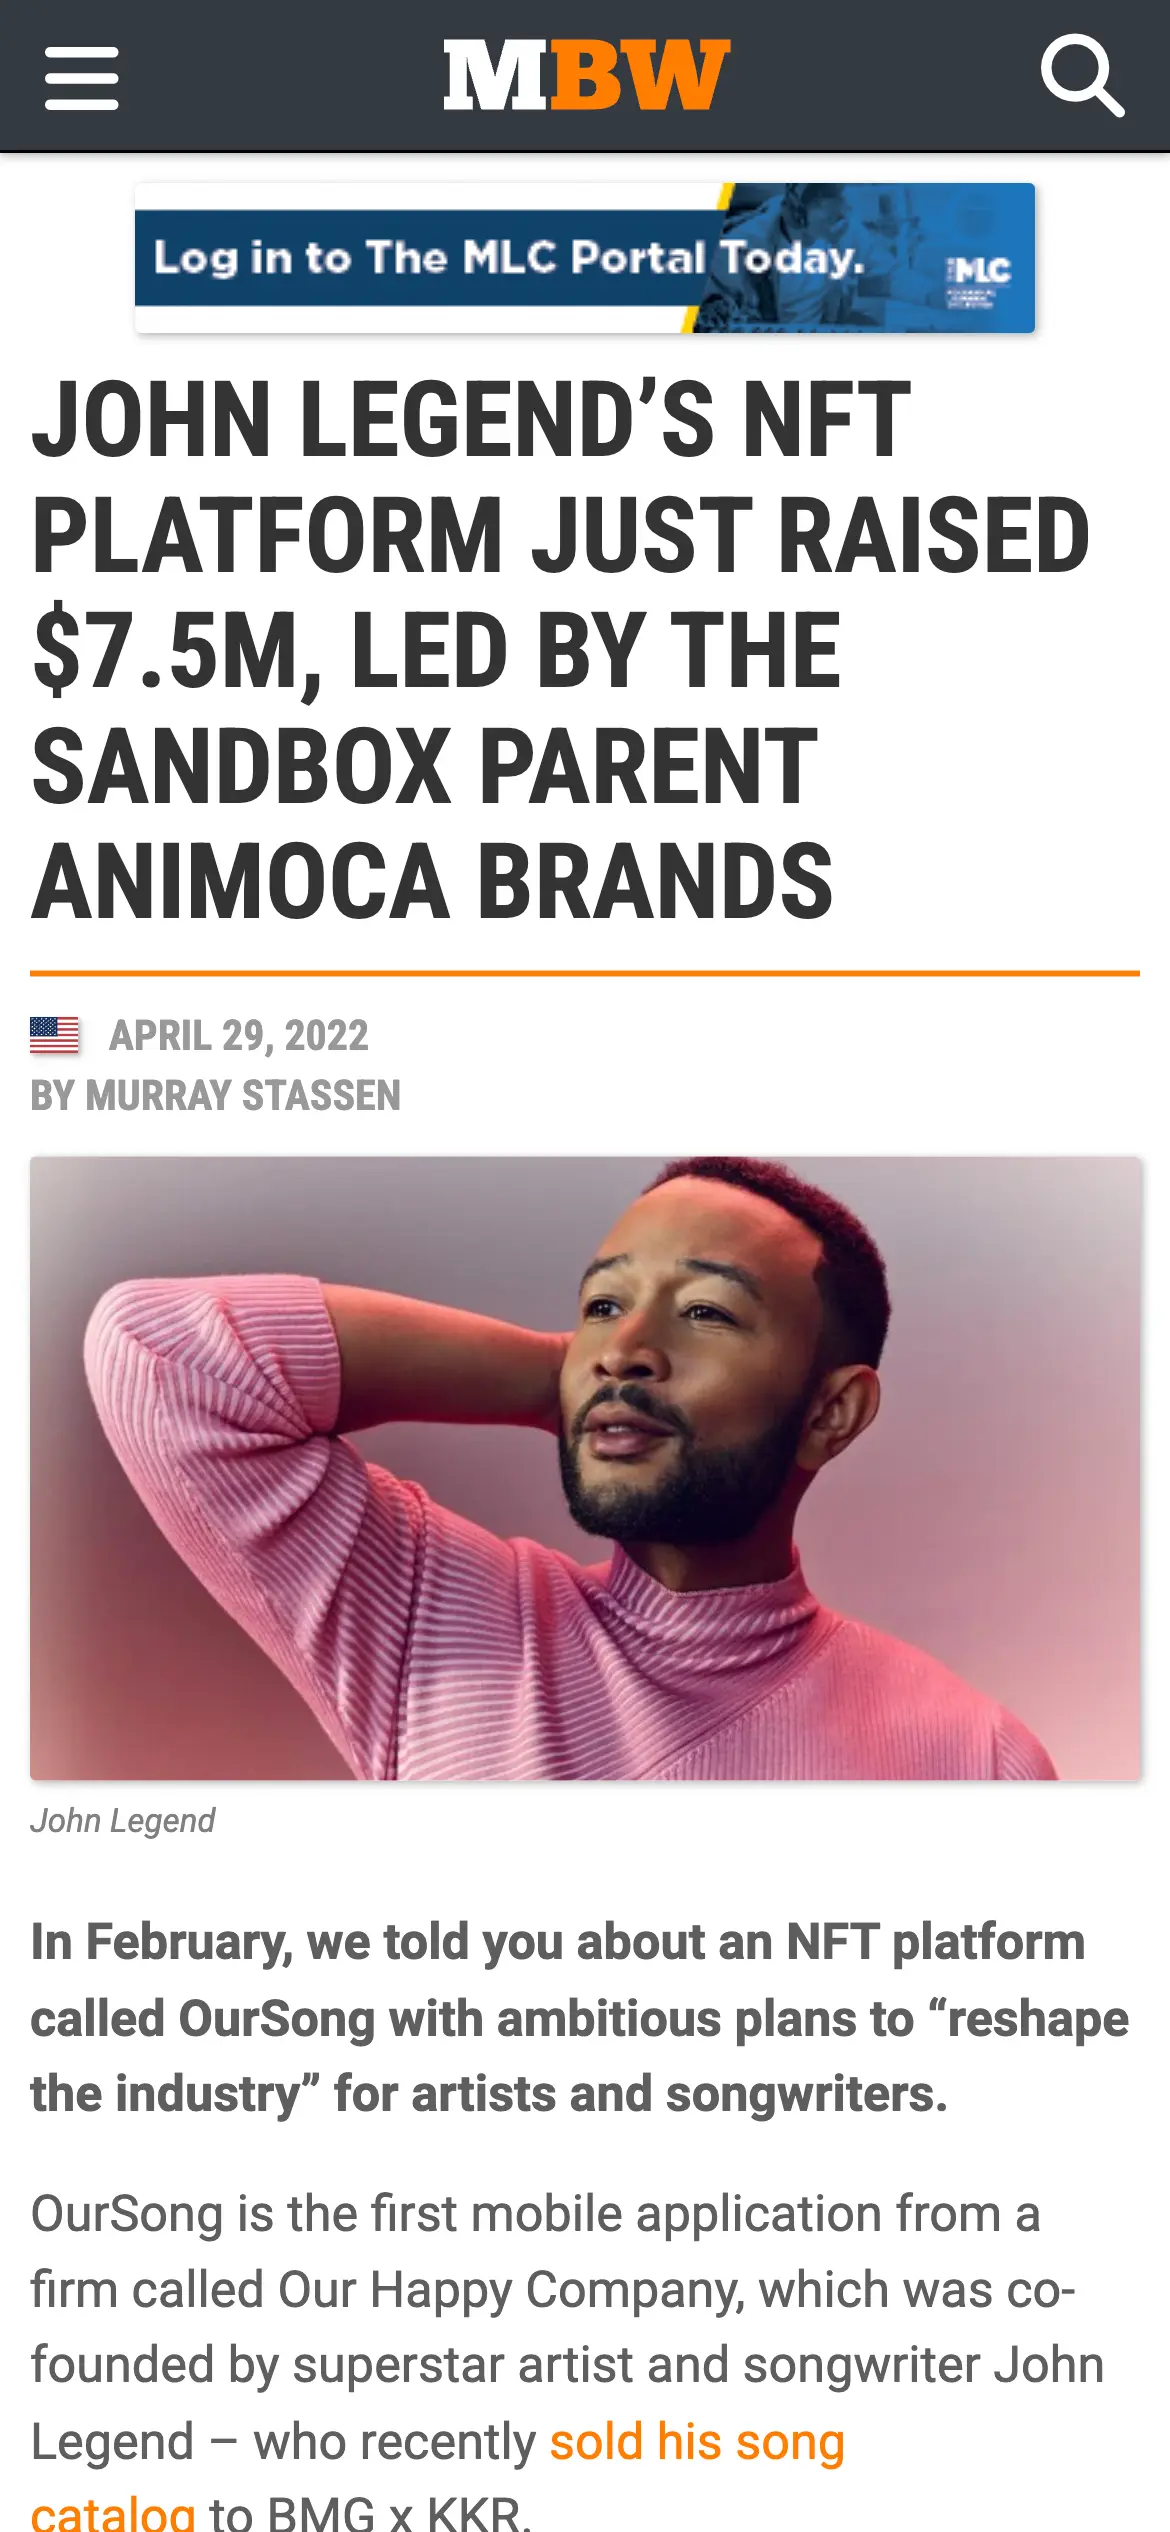 MBW
Log in to The MLC Portal Today.
MLC
JOHN LEGEND’S NFT
PLATFORM JUST RAISED
$7.5M, LED BY THE
SANDBOX PARENT
ANIMOCA BRANDS
APRIL 29, 2022
BY MURRAY STASSEN
John Legend
In February, we told you about an NFT platform
called OurSong with ambitious plans to “reshape
the industry” for artists and songwriters.
OurSong is the first mobile application from a
firm called Our Happy Company, which was co-
founded by superstar artist and songwriter John
Legend – who recently sold his song
catalog to BMG x KKR.